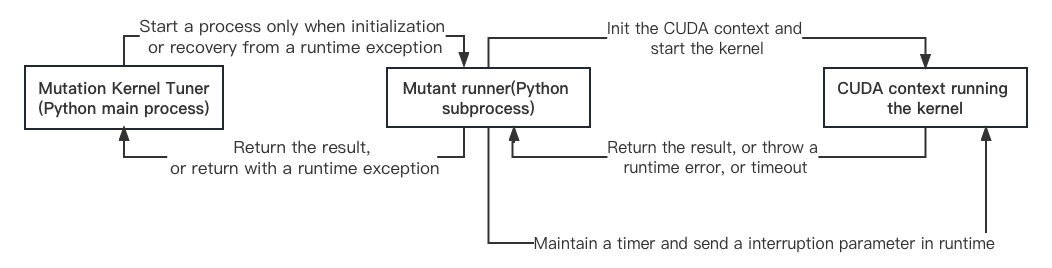 Start a process only when initialization
or recovery from a runtime exception
Init the CUDA context and
start the kernel
Mutation Kernel Tuner
(Python main process)
Mutant runner(Python
subprocess)
CUDA context running
the kernel
Return the result,
or return with a runtime exception
Return the result, or throw a
runtime error, or timeout
Maintain a timer and send a interruption parameter in runtime